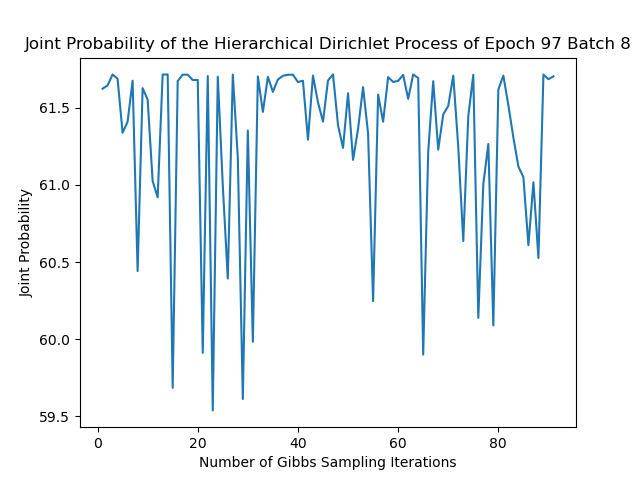 Joint Probability of the Hierarchical Dirichlet Process of Epoch 97 Batch 8
61.5
61.0
60.5
60.0
59.5
Joint Probability
0 20 40 60 80
Number of Gibbs Sampling Iterations